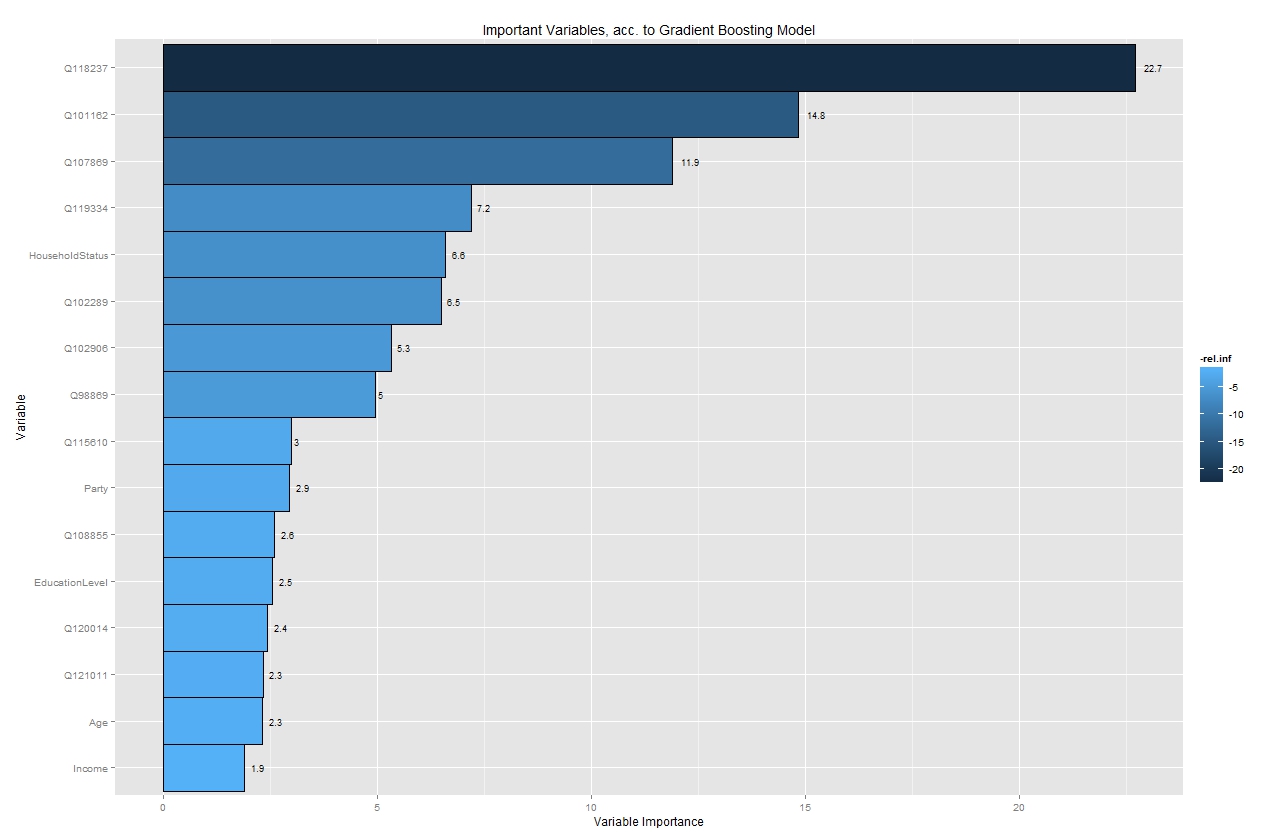 Important Variables, acc. to Gradient Boosting Model
Q118237 22.7
Q101162 14.8
Q107869 11.9
Q119334 7.2
HouseholdStatus 6.6
Q102289 6.5
Q102906 5.3
Q98869 5
Q115610 3
Party 2.9
Q108855 2.6
EducationLevel 2.5
Q120014 2.4
Q121011 2.3
Age 2.3
Income 1.9
0 5 10 15 20
Variable Importance
Variable
-rel.inf
-5
-10
-15
-20